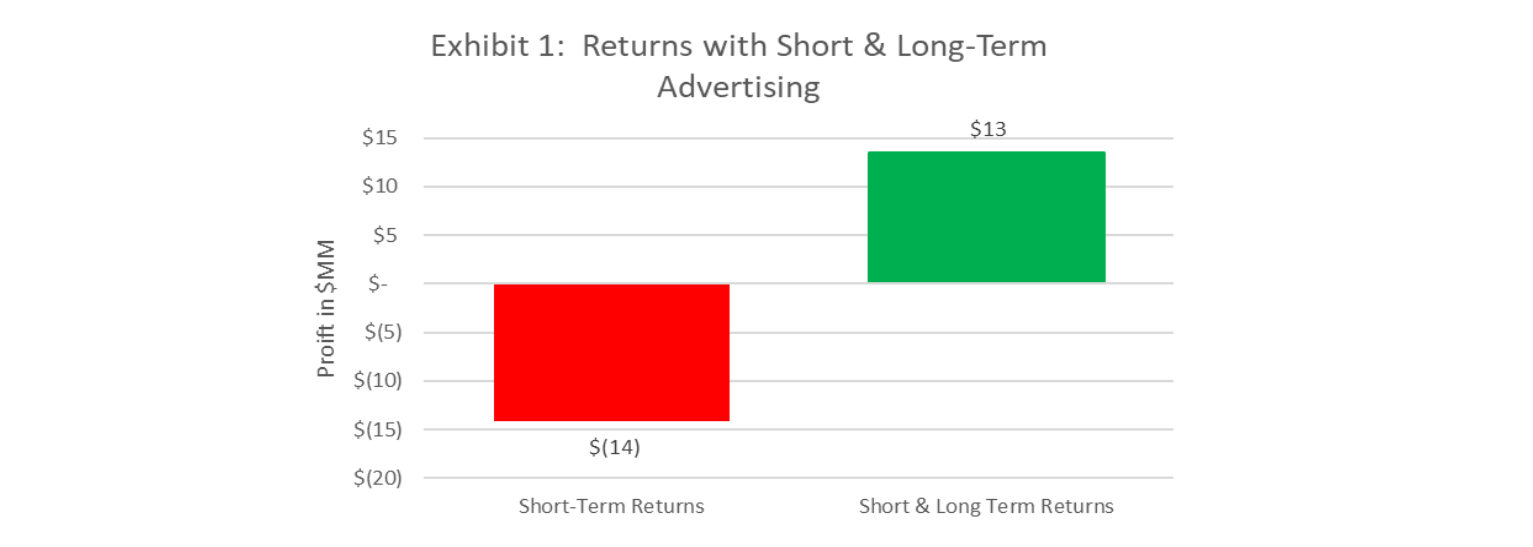 Exhibit 1:  Returns with Short & Long-Term
Advertising
$15
$10
$5
$-
$(5)
$(10)
$(15)
$(20)
Proift in $MM
$13
$(14)
Short-Term Returns
Short & Long Term Returns